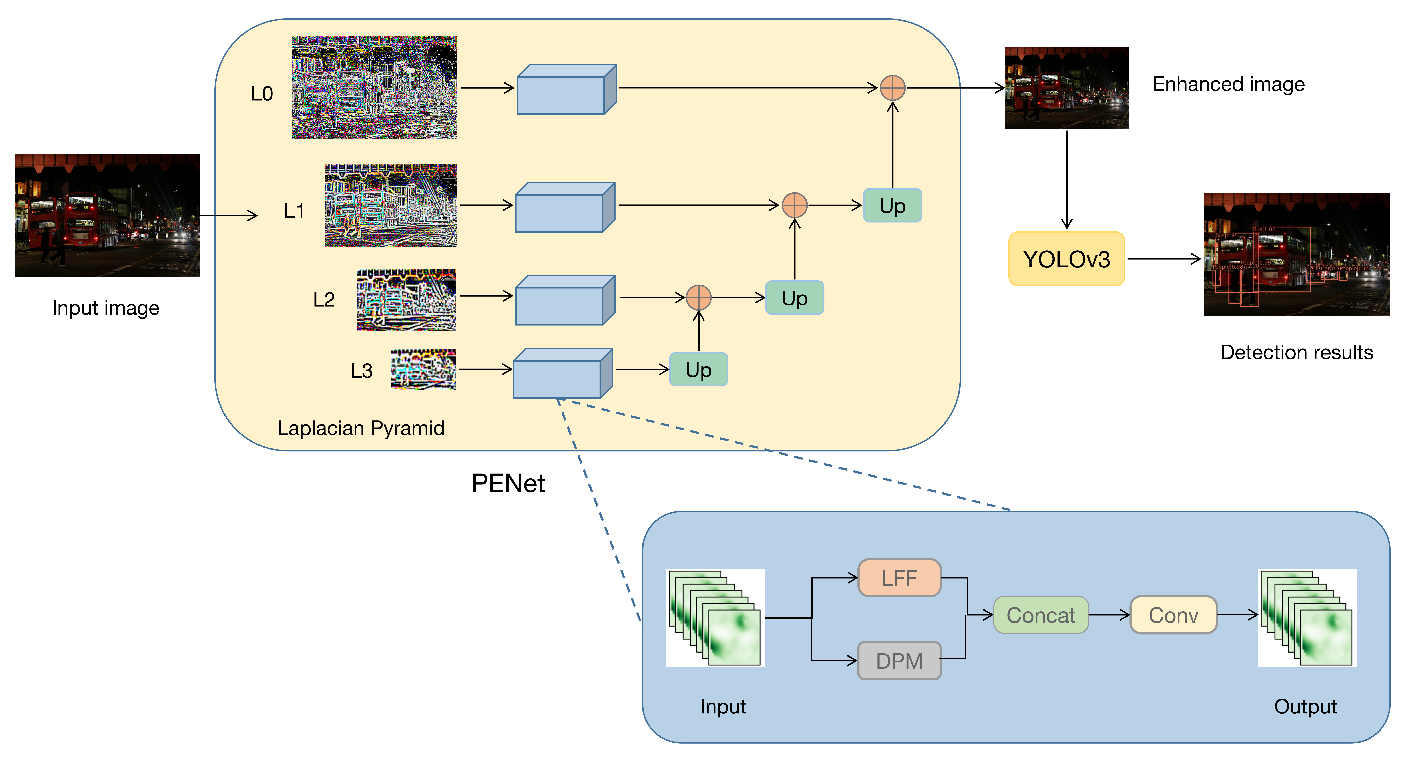 L0
L1
L2
L3
Up
Up
Up
Laplacian Pyramid
PENet
Input image
Enhanced image
YOLOv3
Detection results
LFF
DPM
Concat
Conv
Input
Output